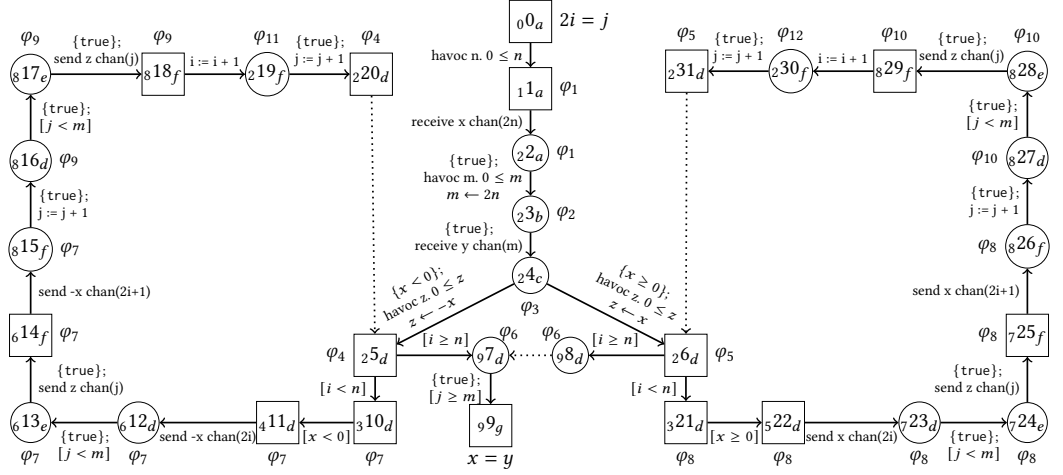 ₀0ₐ 2i = j
havoc n. 0 ≤ n
₁1ₐ φ₁
receive x chan(2n)
₂2ₐ φ₁
{true};
havoc m. 0 ≤ m
m ← 2n
₂3_b φ₂
{true};
receive y chan(m)
₂4_c
φ₃
{x < 0};
havoc z. 0 ≤ z
z ← −x
{x ≥ 0};
havoc z. 0 ≤ z
z ← x
φ₄ ₂5_d
[i ≥ n]
φ₆
₉7_d
φ₆
₉8_d
[i ≥ n]
₂6_d φ₅
{true};
[j ≥ m]
₉9_g
x = y
[i < n]
₃10_d
φ₇
[x < 0]
₄11_d
φ₇
send -x chan(2i)
₆12_d
φ₇
{true};
[j < m]
₆13_e
φ₇
{true};
send z chan(j)
₆14_f φ₇
send -x chan(2i+1)
₈15_f φ₇
{true};
j := j + 1
₈16_d φ₉
{true};
[j < m]
φ₉
₈17_e
{true};
send z chan(j)
φ₉
₈18_f
i := i + 1
φ₁₁
₂19_f
{true};
j := j + 1
φ₄
₂20_d
[i < n]
₃21_d
φ₈
[x ≥ 0]
₅22_d
φ₈
send x chan(2i)
₇23_d
φ₈
{true};
[j < m]
₇24_e
φ₈
{true};
send z chan(j)
φ₈ ₇25_f
send x chan(2i+1)
φ₈ ₈26_f
{true};
j := j + 1
φ₁₀ ₈27_d
{true};
[j < m]
φ₁₀
₈28_e
{true};
send z chan(j)
φ₁₀
₈29_f
i := i + 1
φ₁₂
₂30_f
{true};
j := j + 1
φ₅
₂31_d